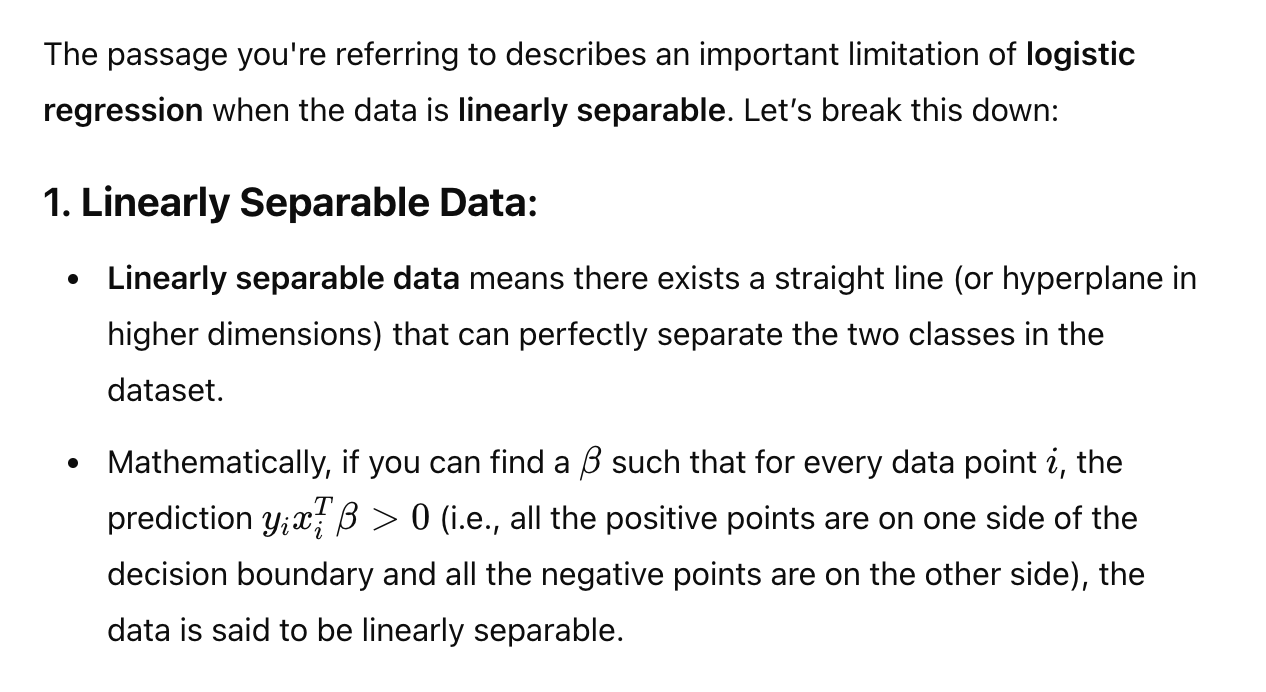 The passage you're referring to describes an important limitation of logistic
regression when the data is linearly separable. Let’s break this down:
1. Linearly Separable Data:
• Linearly separable data means there exists a straight line (or hyperplane in
higher dimensions) that can perfectly separate the two classes in the
dataset.
• Mathematically, if you can find a β such that for every data point i, the
prediction yᵢxᵢᵀβ > 0 (i.e., all the positive points are on one side of the
decision boundary and all the negative points are on the other side), the
data is said to be linearly separable.